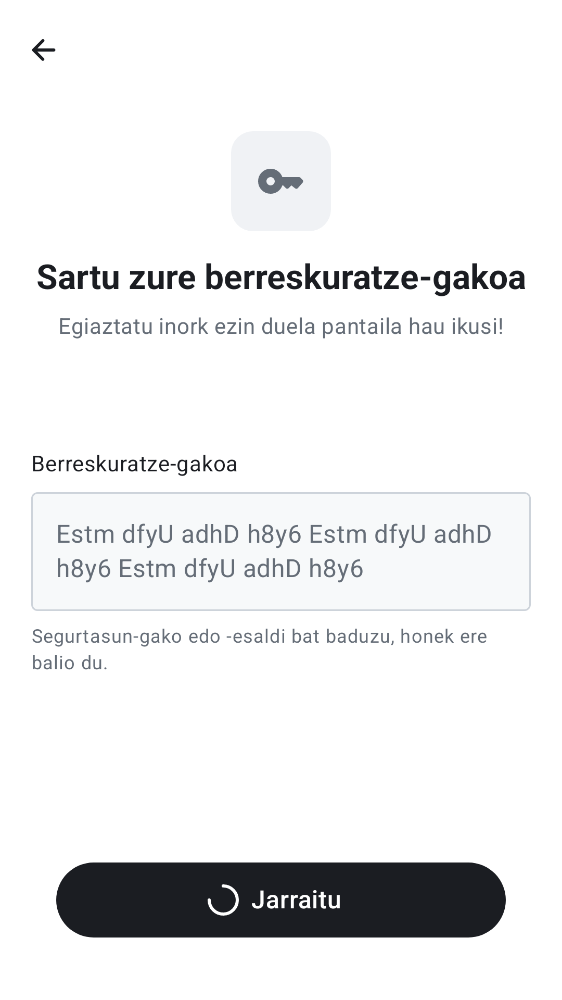 Sartu zure berreskuratze-gakoa
Egiaztatu inork ezin duela pantaila hau ikusi!
Berreskuratze-gakoa
Estm dfyU adhD h8y6 Estm dfyU adhD
h8y6 Estm dfyU adhD h8y6
Segurtasun-gako edo -esaldi bat baduzu, honek ere
balio du.
Jarraitu